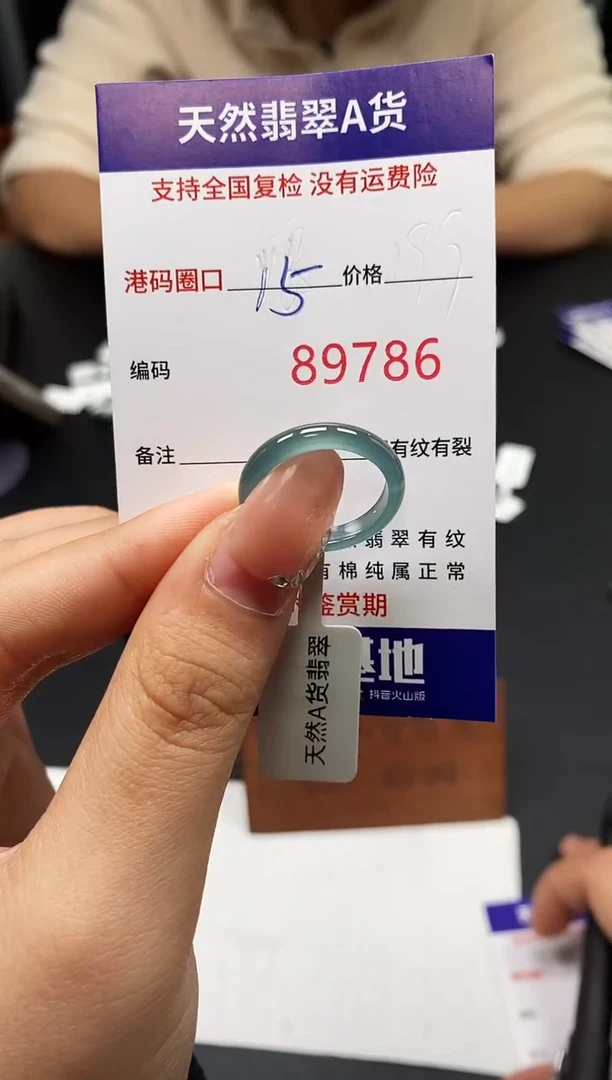 天然翡翠A货
支持全国复检 没有运费险
港码圈口 15 价格
编码 89786
备注 有纹有裂
翡翠有纹
有棉纯属正常
鉴赏期
基地
抖音火山版
天然A货翡翠